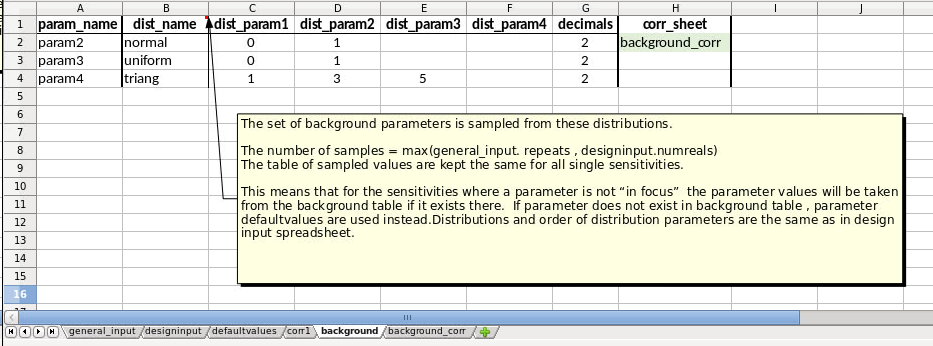 A B C D E F G H I J
1 param_name dist_name dist_param1 dist_param2 dist_param3 dist_param4 decimals corr_sheet
2 param2 normal 0 1 2 background_corr
3 param3 uniform 0 1 2
4 param4 triang 1 3 5 2
5
6
The set of background parameters is sampled from these distributions.
7
8
The number of samples = max(general_input. repeats , designinput.numreals)
9
The table of sampled values are kept the same for all single sensitivities.
10
This means that for the sensitivities where a parameter is not “in focus” the parameter values will be taken
11
from the background table if it exists there. If parameter does not exist in background table , parameter
12
defaultvalues are used instead.Distributions and order of distribution parameters are the same as in design
13
input spreadsheet.
14
15
16
general_input designinput defaultvalues corr1 background background_corr